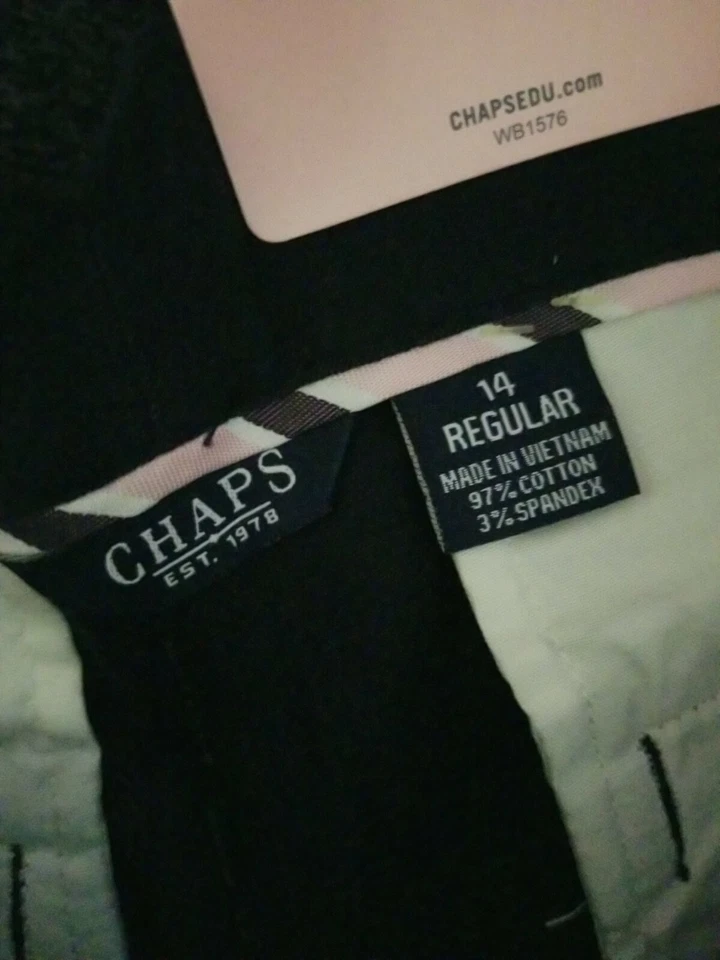 CHAPSEDU.com
WB1576
14
REGULAR
MADE IN VIETNAM
97% COTTON
3% SPANDEX
CHAPS
EST. 1978